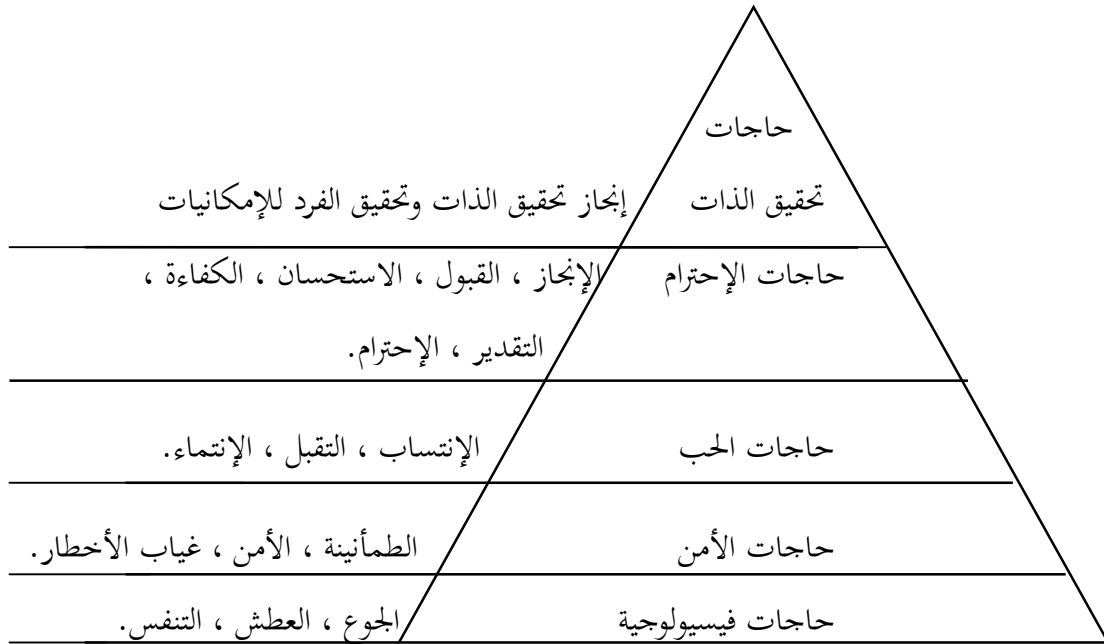 حاجات
تحقيق الذات إنجاز تحقيق الذات وتحقيق الفرد للإمكانيات
حاجات الإحترام الإنجاز ، القبول ، الاستحسان ، الكفاءة ،
التقدير ، الإحترام.
حاجات الحب الإنتساب ، التقبل ، الإنتماء.
حاجات الأمن الطمأنينة ، الأمن ، غياب الأخطار.
حاجات فيسيولوجية الجوع ، العطش ، التنفس.